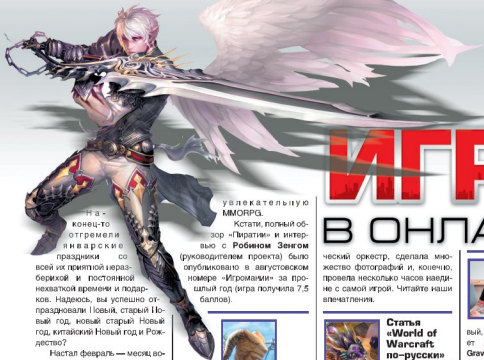 ИГР
В ОНЛА
На-
конец-то
отгремели
январские
праздники со
всей их приятной нераз-
берихой и постоянной
нехваткой времени и подар-
ков. Надеюсь, вы успешно от-
праздновали Новый, старый Но-
вый год, новый старый Новый
год, китайский Новый и Рож-
дество?
Настал февраль — месяц во-
увлекательную
MMORPG.
Кстати, полный об-
зор «Пиратии» и интер-
вью с Робином Зенгом
(руководителем проекта) было
опубликовано в августовском
номере «Игромании» за про-
шлый год (игра получила 7,5
баллов).
ческий оркестр, сделала мно-
жество фотографий и, конечно,
провела несколько часов наеди-
не с самой игрой. Читайте наши
впечатления.
Статья
«World of
Warcraft
по-русски»
вый,
ет
Grav